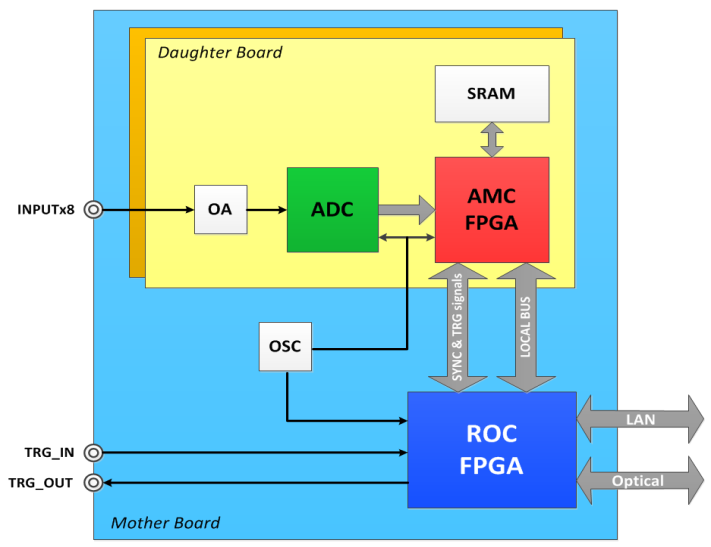 Daughter Board
SRAM
INPUTx8
OA
ADC
AMC
FPGA
SYNC & TRG signals
LOCAL BUS
OSC
ROC
FPGA
LAN
TRG_IN
TRG_OUT
Optical
Mother Board